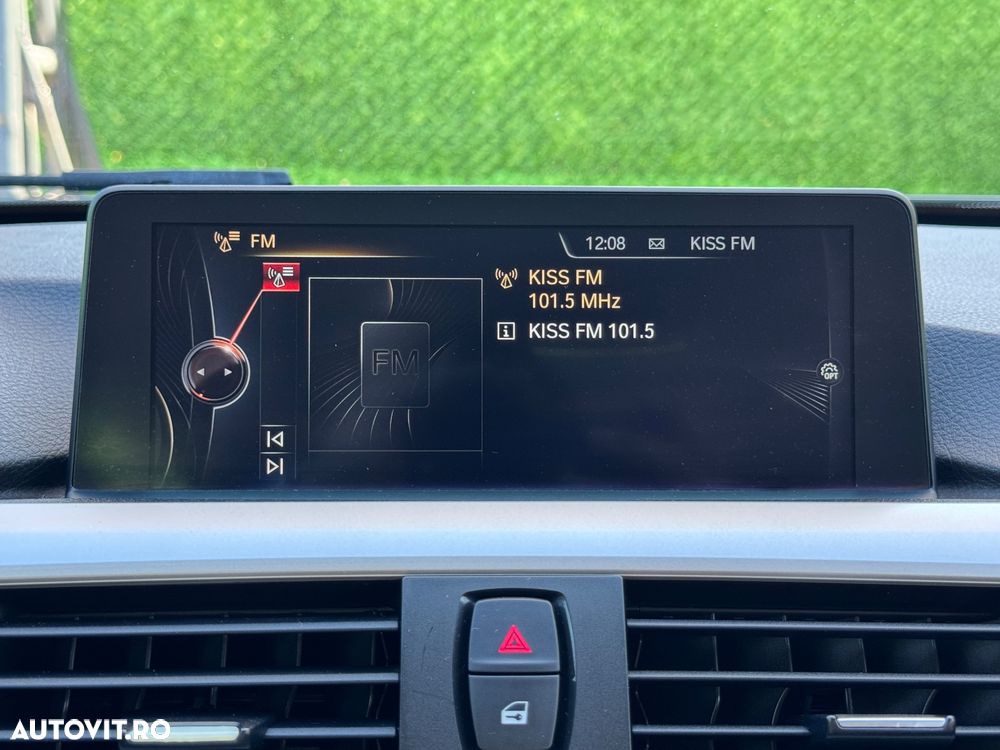 FM
12:08 KISS FM
KISS FM
101.5 MHz
KISS FM 101.5
FM
OPT
AUTOVIT.RO